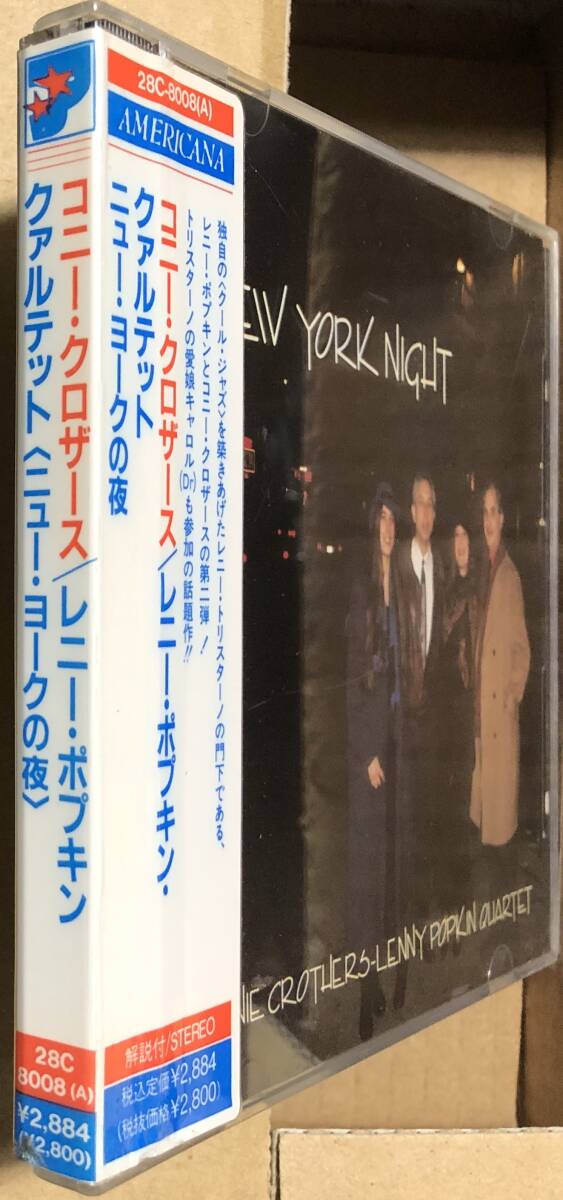 コニー・クロザース/レニー・ポプキン
クァルテット〈ニュー・ヨークの夜〉
28C
8008(A)
¥2,884
(¥2,800)
28C-8008(A)
AMERICANA
独自の〈クール・ジャズ〉を築きあげたレニー・トリスターノの門下である、
レニー・ポプキンとコニー・クロザースの第二弾！
トリスターノの愛娘キャロル(Dr)も参加の話題作!!
コニー・クロザース/レニー・ポプキン・
クァルテット
ニュー・ヨークの夜
解説付/STEREO
税込定価¥2,884
(税抜価格¥2,800)
EW YORK NIGHT
NIE CROTHERS-LENNY POPKIN QUARTET